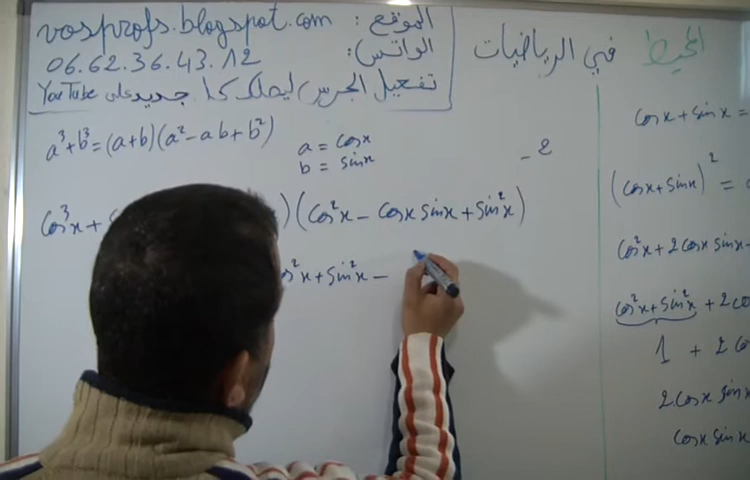 vosprofs.blogspot.com الموقع:
06.62.36.43.12 الواتس:
تفعيل الجرس ليصلك كل جديد على YouTube
المحيط في الرياضيات
a³+b³=(a+b)(a²-ab+b²)
a = cosx
b = sinx
- 2
cos³x+
)(cos²x - cosx sinx + sin²x)
cos²x + sin²x -
cosx + sinx =
(cosx + sinx)² =
cos²x + 2cosx sinx
cos²x + sin²x + 2co
1 + 2co
2cosx sinx
cosx sinx